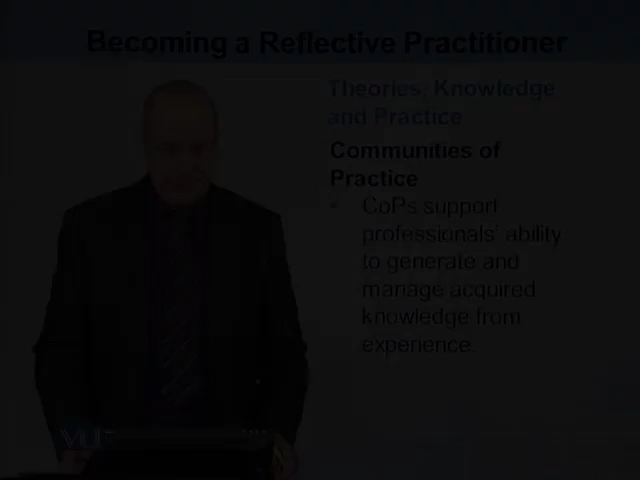 Becoming a Reflective Practitioner
Theories, Knowledge
and Practice
Communities of
Practice
• CoPs support
professionals' ability
to generate and
manage acquired
knowledge from
experience.
VU